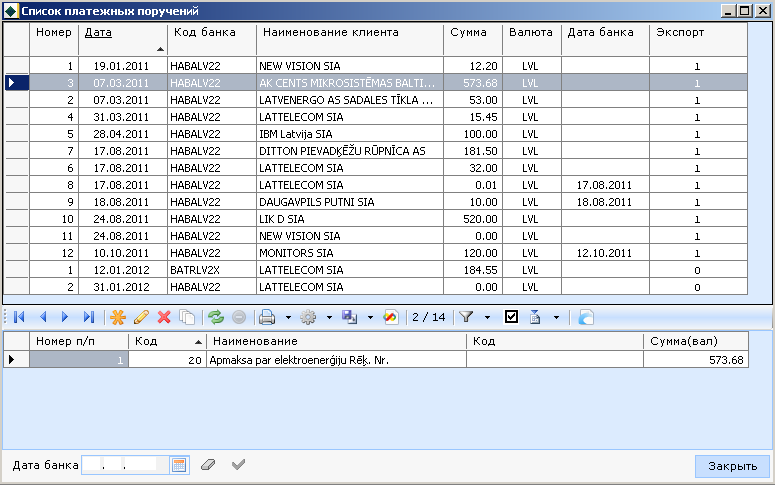 Список платежных поручений
Номер Дата Код банка Наименование клиента Сумма Валюта Дата банка Экспорт
1 19.01.2011 HABALV22 NEW VISION SIA 12.20 LVL 1
3 07.03.2011 HABALV22 AK CENTS MIKROSISTĒMAS BALTI... 573.68 LVL 1
2 07.03.2011 HABALV22 LATVENERGO AS SADALES TĪKLA ... 53.00 LVL 1
4 31.03.2011 HABALV22 LATTELECOM SIA 15.45 LVL 1
5 28.04.2011 HABALV22 IBM Latvija SIA 100.00 LVL 1
7 17.08.2011 HABALV22 DITTON PIEVADĶĒŽU RŪPNĪCA AS 181.50 LVL 1
6 17.08.2011 HABALV22 LATTELECOM SIA 32.00 LVL 1
8 17.08.2011 HABALV22 LATTELECOM SIA 0.01 LVL 17.08.2011 1
9 18.08.2011 HABALV22 DAUGAVPILS PUTNI SIA 10.00 LVL 18.08.2011 1
10 24.08.2011 HABALV22 LIK D SIA 520.00 LVL 1
11 24.08.2011 HABALV22 NEW VISION SIA 0.00 LVL 1
12 10.10.2011 HABALV22 MONITORS SIA 120.00 LVL 12.10.2011 1
1 12.01.2012 BATRLV2X LATTELECOM SIA 184.55 LVL 0
2 31.01.2012 HABALV22 LATTELECOM SIA 0.00 LVL 0
2 / 14
Номер п/п Код Наименование Код Сумма(вал)
1 20 Apmaksa par elektroenerģiju Rēķ. Nr. 573.68
Дата банка . . Закрыть